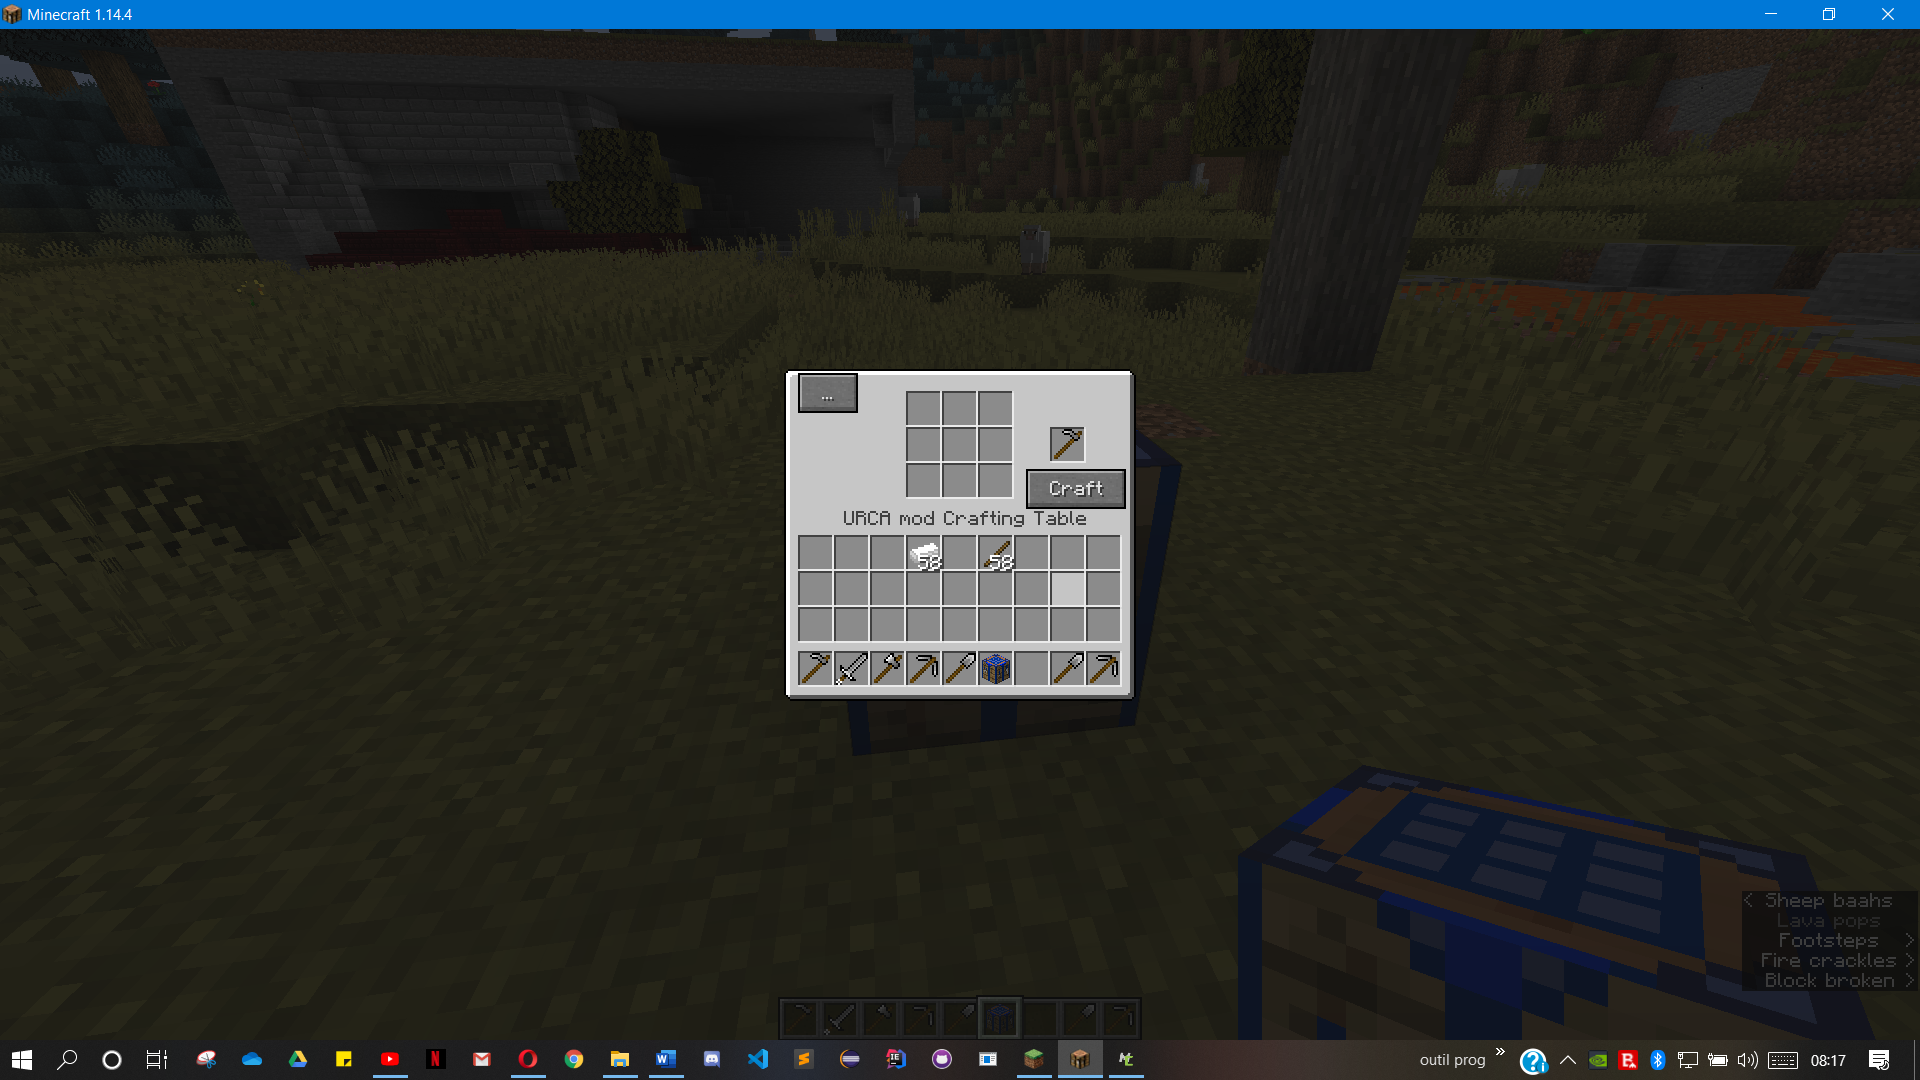 Minecraft 1.14.4
...
Craft
URCA mod Crafting Table
58
58
< Sheep baahs
Lava pops
Footsteps >
Fire crackles >
Block broken >
outil prog »
08:17